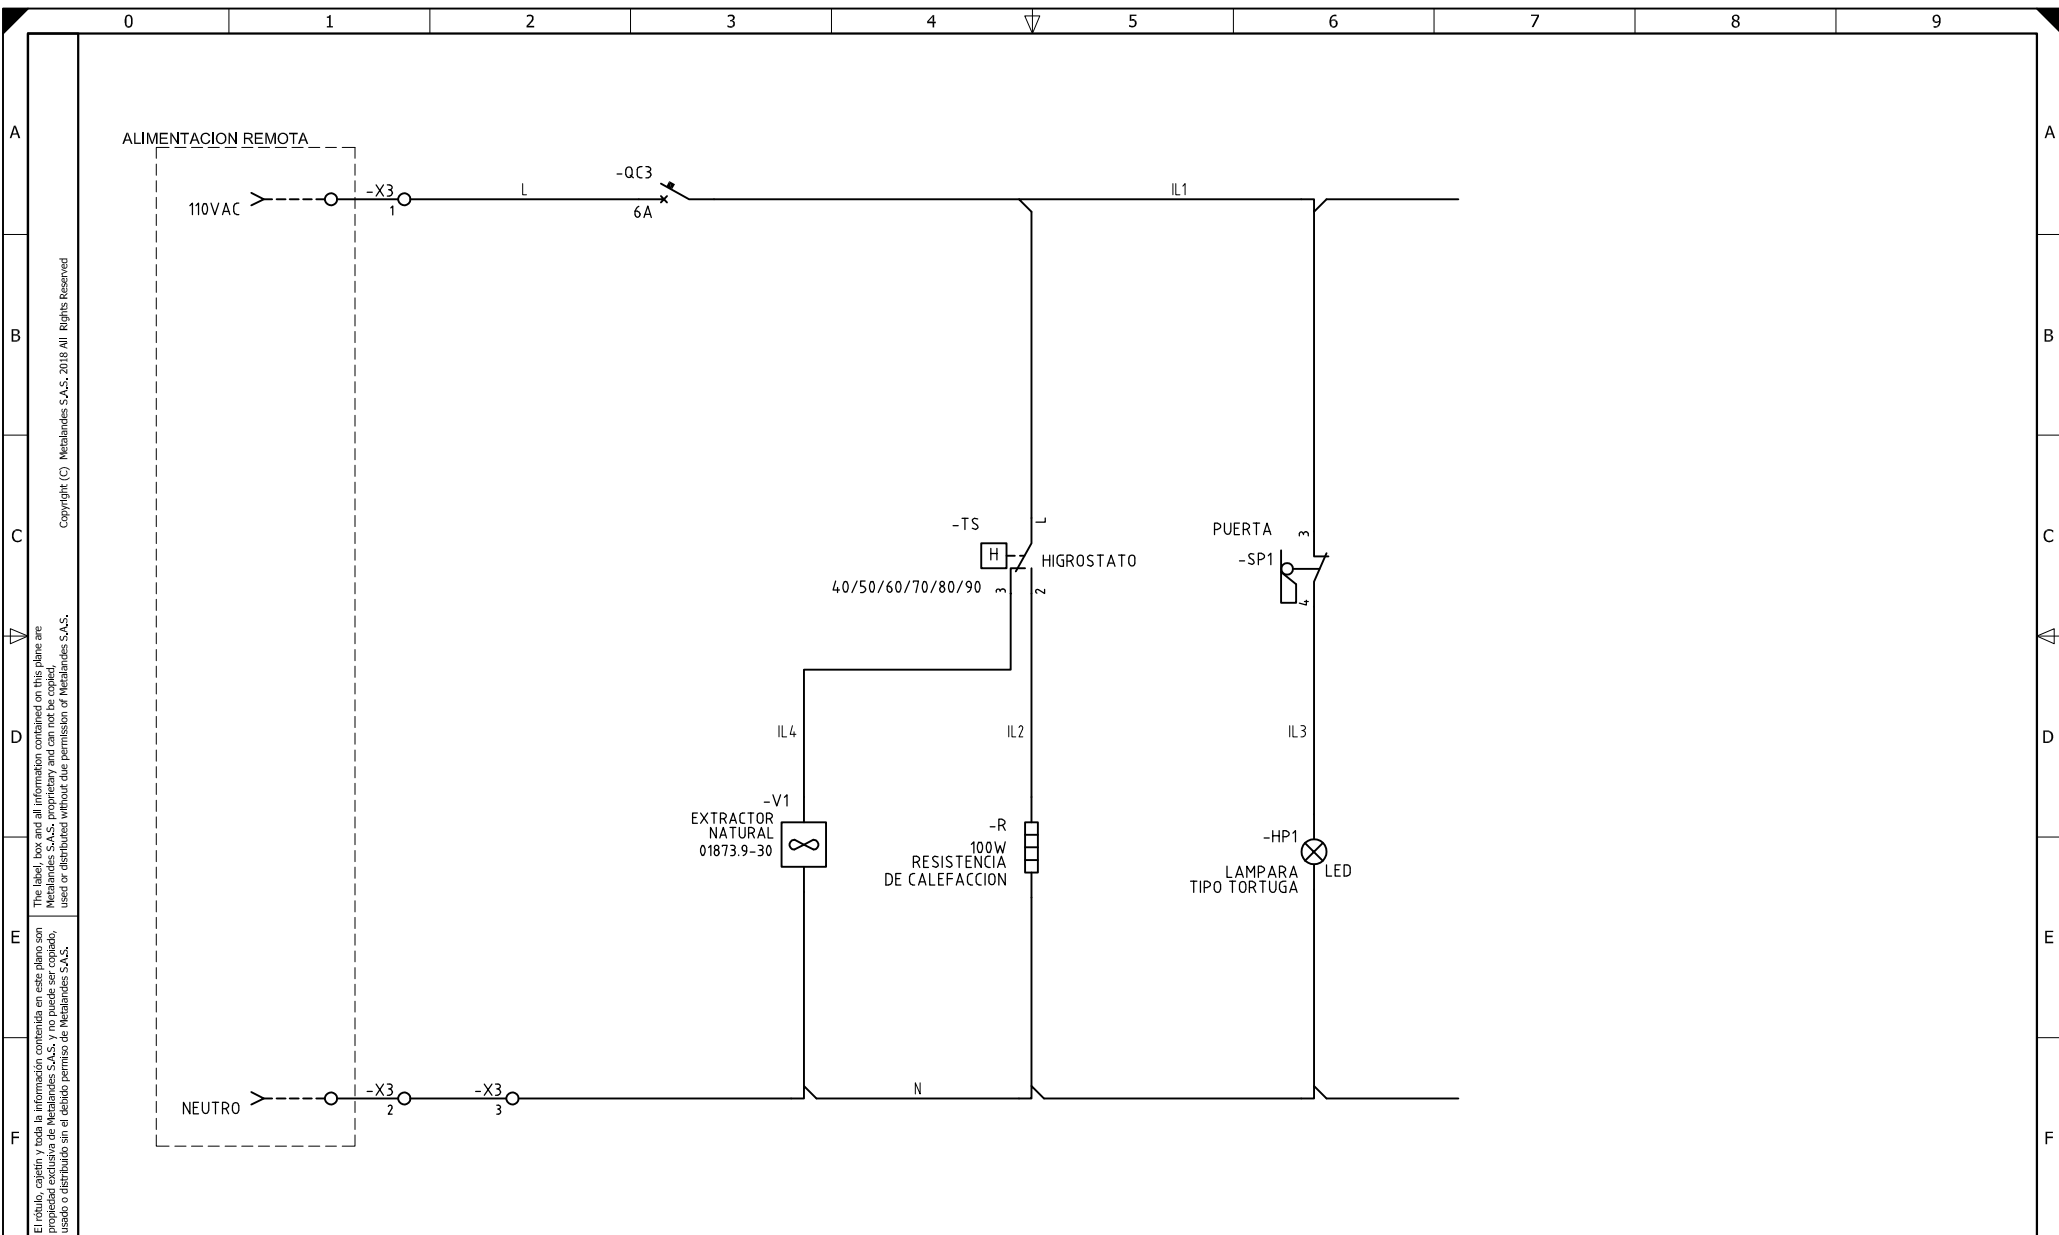 0 1 2 3 4 5 6 7 8 9
A A
ALIMENTACION REMOTA
-QC3
110VAC
-X3
1
L
6A
IL1
B B
C C
-TS
L
H
HIGROSTATO
40/50/60/70/80/90
3
2
PUERTA
3
-SP1
4
D D
IL4
IL2
IL3
-V1
EXTRACTOR
NATURAL
01873.9-30
-R
100W
RESISTENCIA
DE CALEFACCION
-HP1
LED
LAMPARA
TIPO TORTUGA
E E
NEUTRO
-X3
2
-X3
3
N
F F
Copyright (C) Metalandes S.A.S. 2018 All Rights Reserved
The label, box and all information contained on this plane are
Metalandes S.A.S. proprietary and can not be copied,
used or distributed without due permission of Metalandes S.A.S.
El rótulo, cajetín y toda la información contenida en este plano son
propiedad exclusiva de Metalandes S.A.S. y no puede ser copiado,
usado o distribuido sin el debido permiso de Metalandes S.A.S.